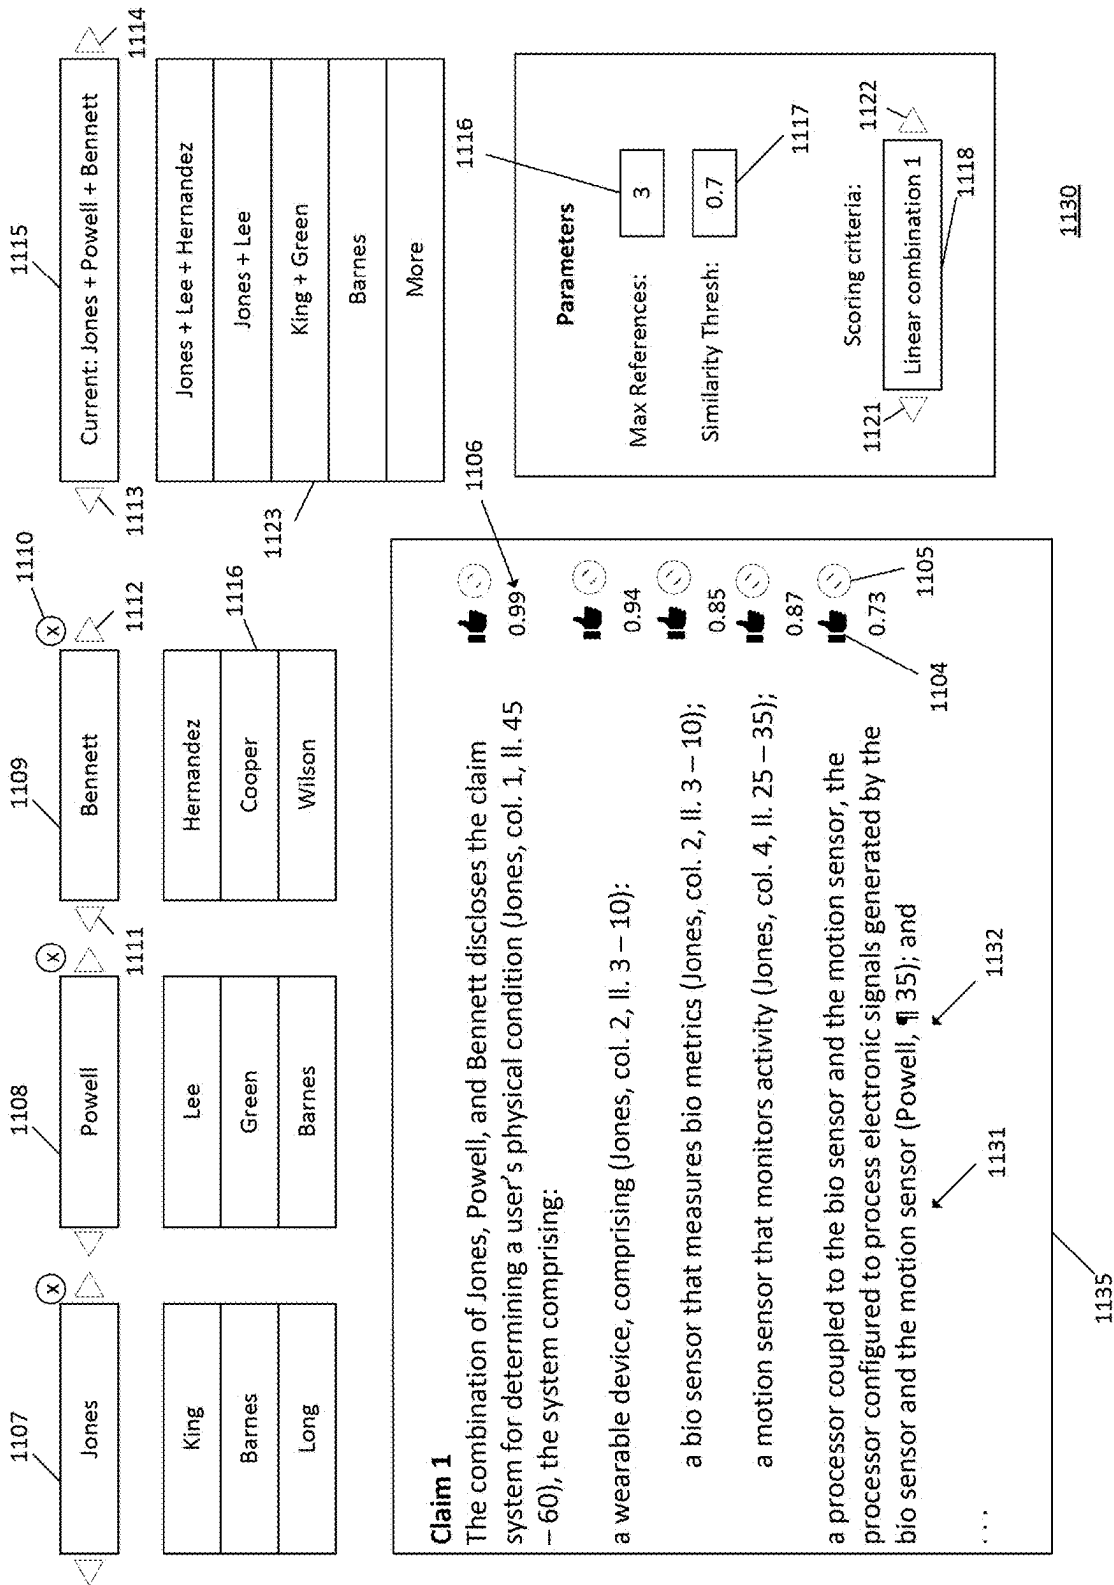 1107
1108
1109
1110
1115
Jones
Powell
Bennett
Current: Jones + Powell + Bennett
x
x
x
1111
1112
1113
1114
King
Barnes
Long
Lee
Green
Barnes
Hernandez
Cooper
Wilson
1116
1123
Jones + Lee + Hernandez
Jones + Lee
King + Green
Barnes
More
Claim 1
The combination of Jones, Powell, and Bennett discloses the claim
system for determining a user's physical condition (Jones, col. 1, ll. 45
– 60), the system comprising:
0.99
1106
a wearable device, comprising (Jones, col. 2, ll. 3 – 10):
0.94
a bio sensor that measures bio metrics (Jones, col. 2, ll. 3 – 10);
0.85
a motion sensor that monitors activity (Jones, col. 4, ll. 25 – 35);
0.87
a processor coupled to the bio sensor and the motion sensor, the
processor configured to process electronic signals generated by the
bio sensor and the motion sensor (Powell, ¶ 35); and
0.73
1104
1105
1131
1132
. . .
1135
Parameters
Max References:
3
1116
Similarity Thresh:
0.7
1117
Scoring criteria:
Linear combination 1
1121
1122
1118
1130